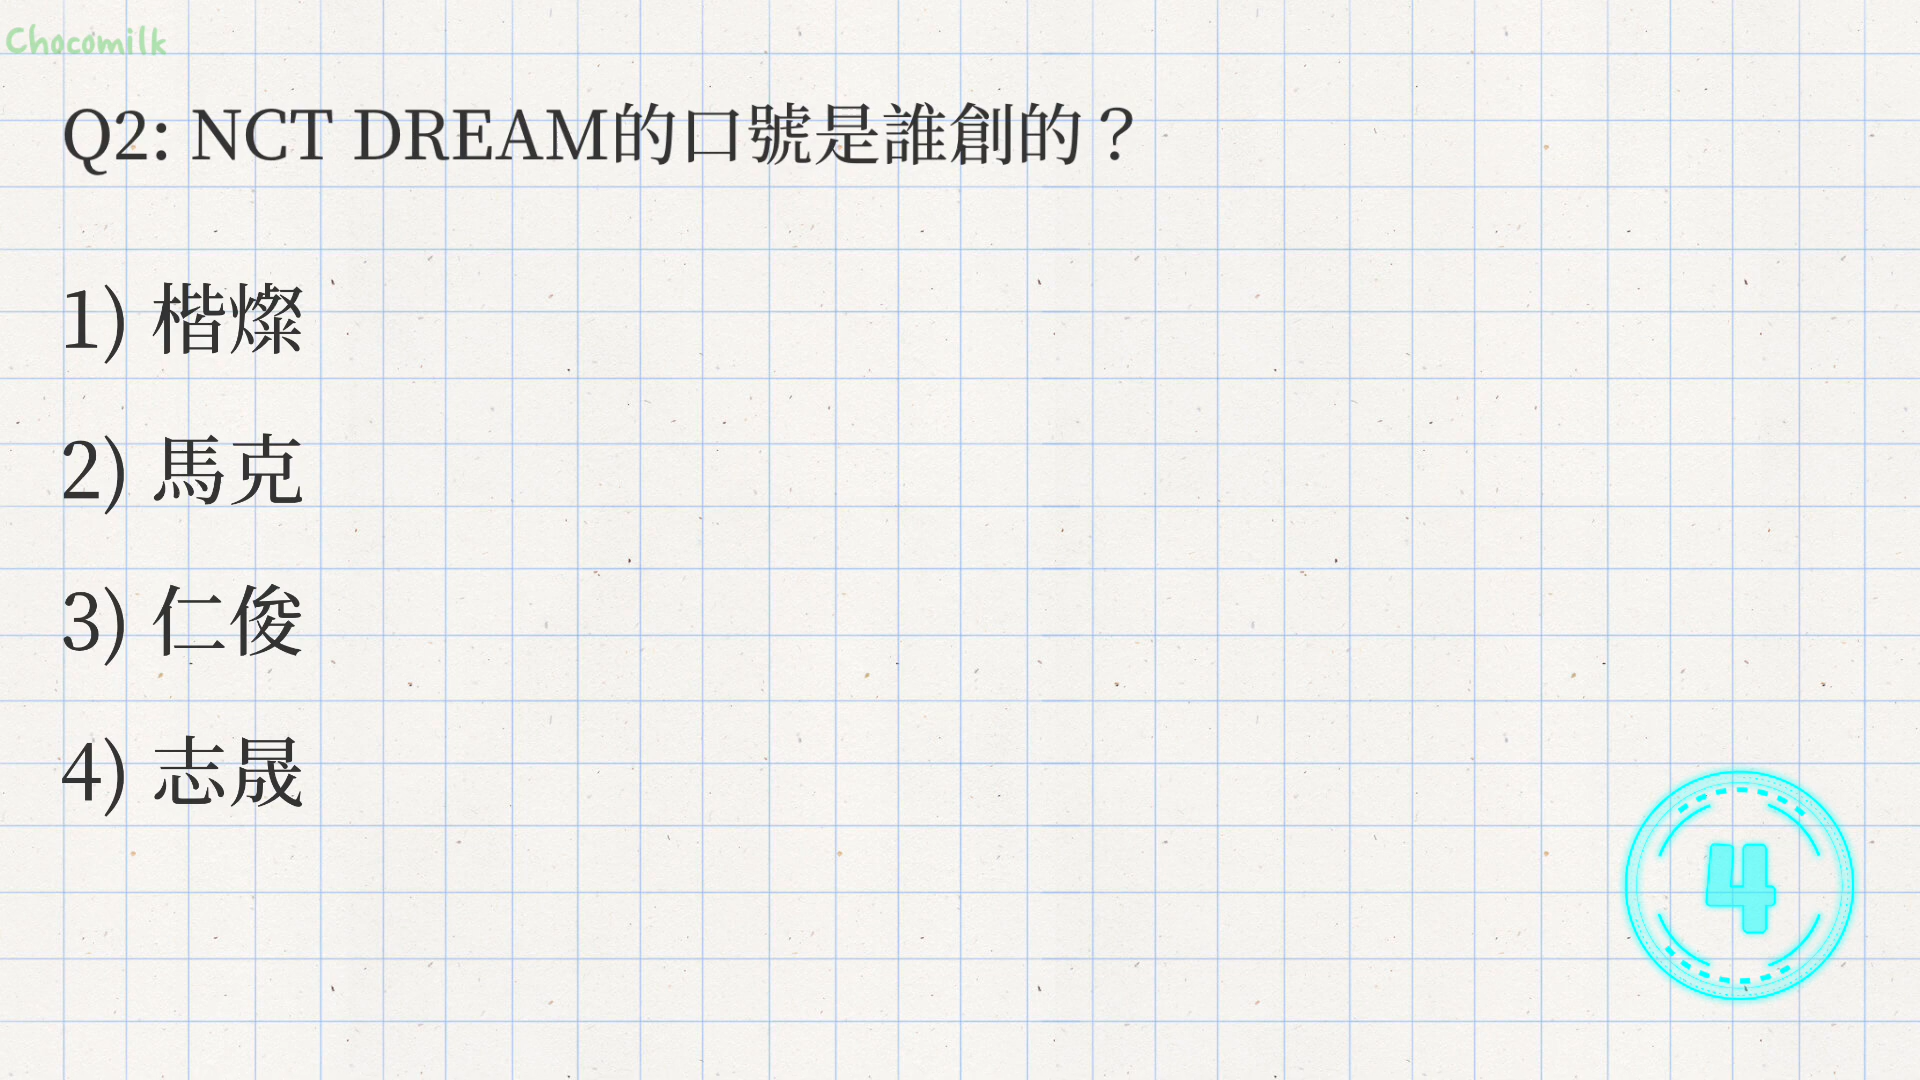 Chocomilk
Q2: NCT DREAM的口號是誰創的？
1) 楷燦
2) 馬克
3) 仁俊
4) 志晟
4